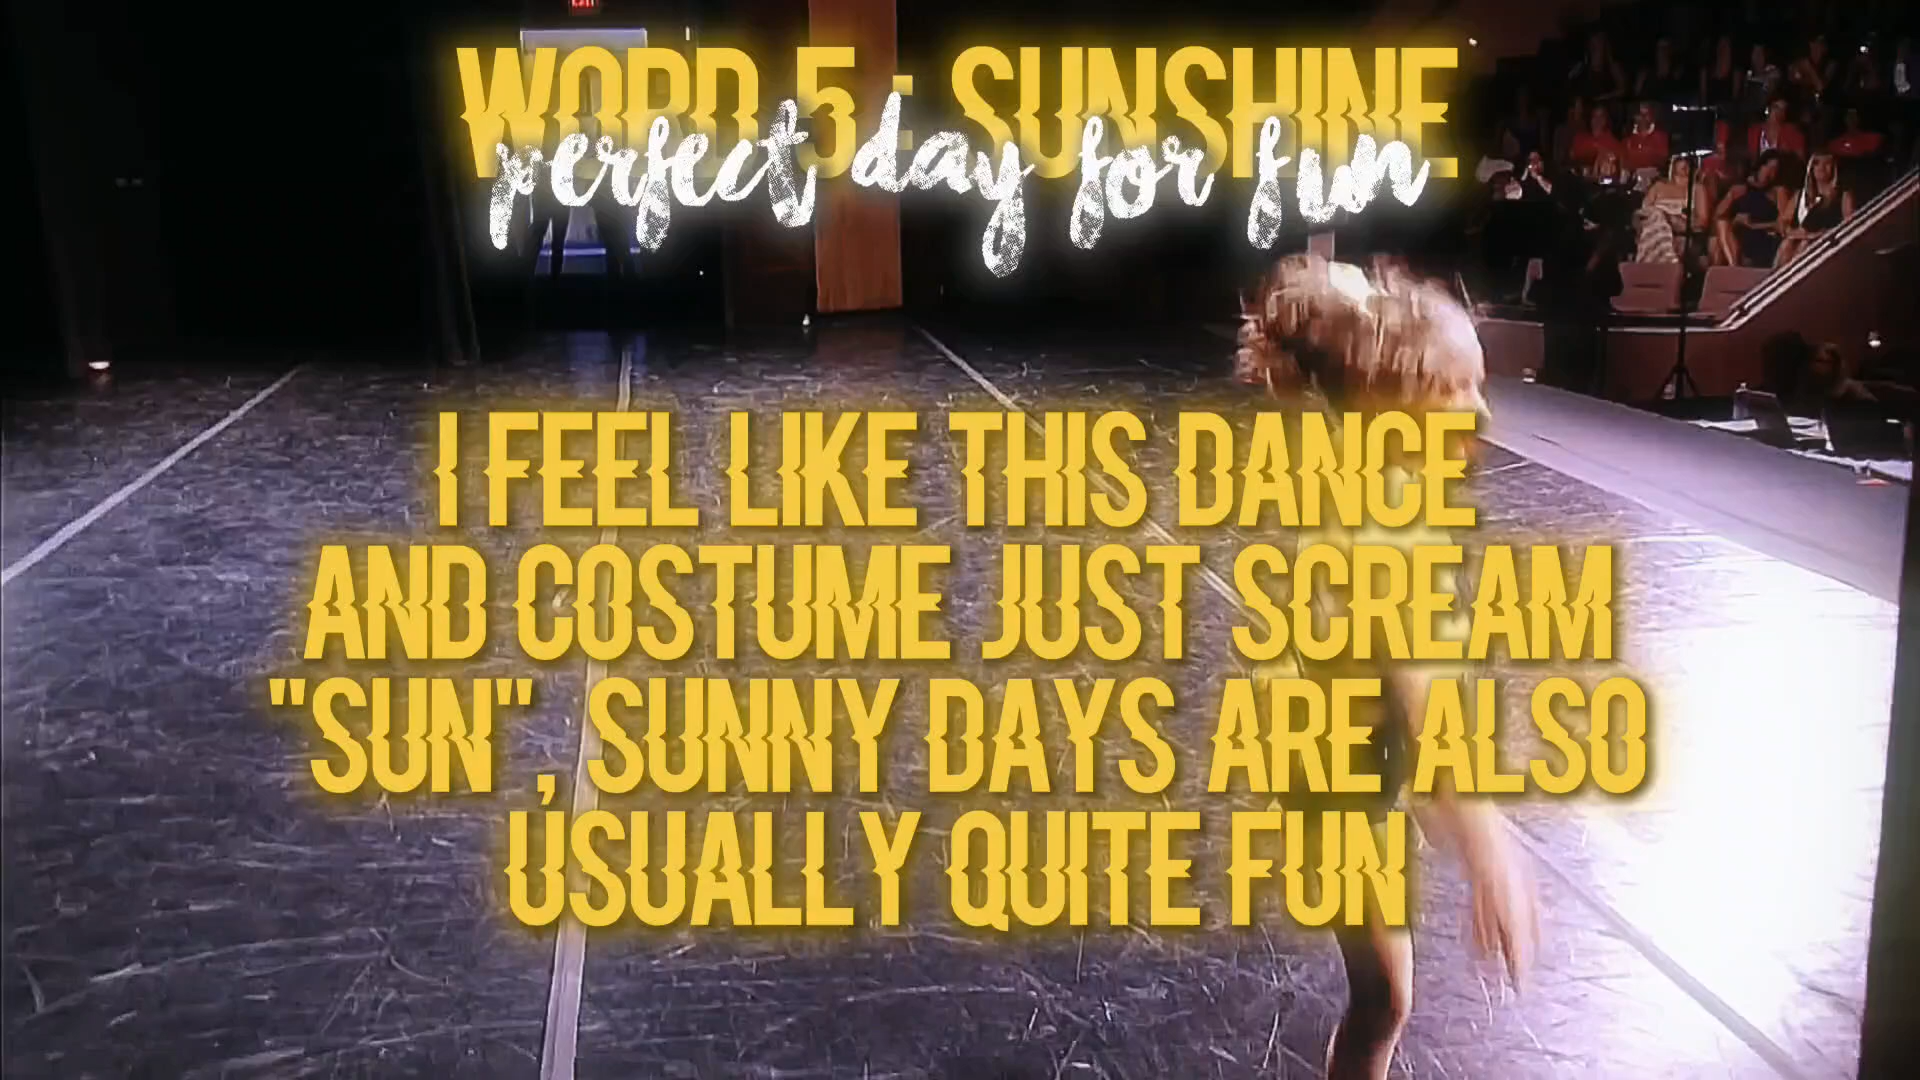 EXIT
WORD 5 : SUNSHINE
perfect day for fun
I FEEL LIKE THIS DANCE
AND COSTUME JUST SCREAM
"SUN", SUNNY DAYS ARE ALSO
USUALLY QUITE FUN